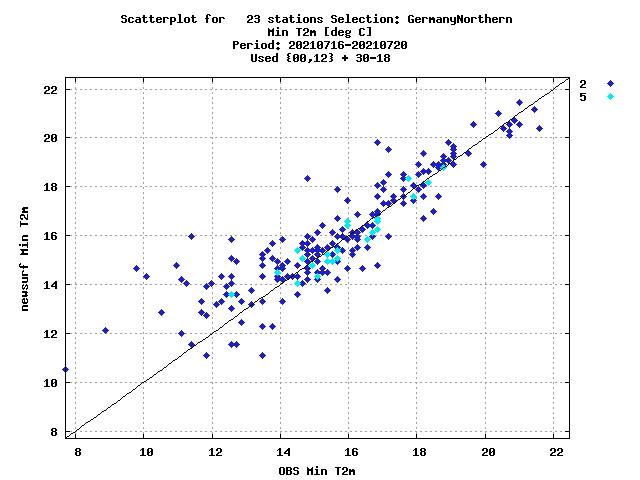 Scatterplot for   23 stations Selection: GermanyNorthern
Min T2m [deg C]
Period: 20210716-20210720
Used {00,12} + 30-18
2
5
22
20
18
16
14
12
10
8
newsurf Min T2m
8 10 12 14 16 18 20 22
OBS Min T2m